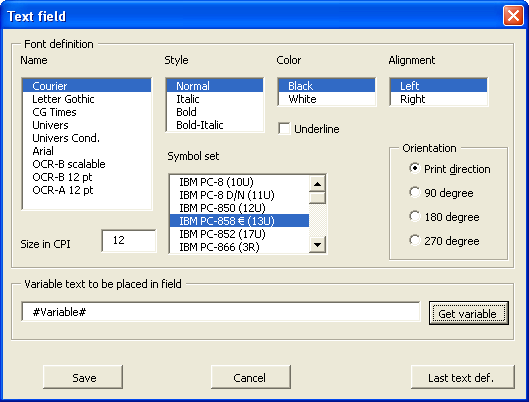 Text field
Font definition
Name
Style
Color
Alignment
Courier
Letter Gothic
CG Times
Univers
Univers Cond.
Arial
OCR-B scalable
OCR-B 12 pt
OCR-A 12 pt
Normal
Italic
Bold
Bold-Italic
Black
White
Left
Right
Underline
Symbol set
IBM PC-8 (10U)
IBM PC-8 D/N (11U)
IBM PC-850 (12U)
IBM PC-858 € (13U)
IBM PC-852 (17U)
IBM PC-866 (3R)
Orientation
Print direction
90 degree
180 degree
270 degree
Size in CPI
12
Variable text to be placed in field
#Variable#
Get variable
Save
Cancel
Last text def.